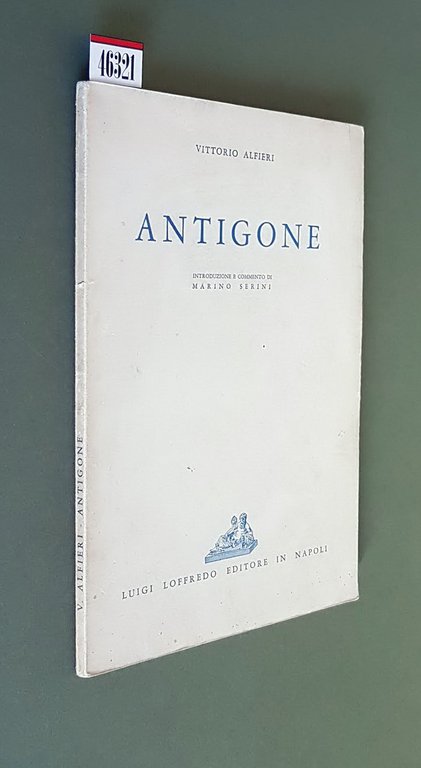 46321
VITTORIO ALFIERI
ANTIGONE
INTRODUZIONE E COMMENTO DI
MARINO SERINI
LUIGI LOFFREDO EDITORE IN NAPOLI
V. ALFIERI - ANTIGONE